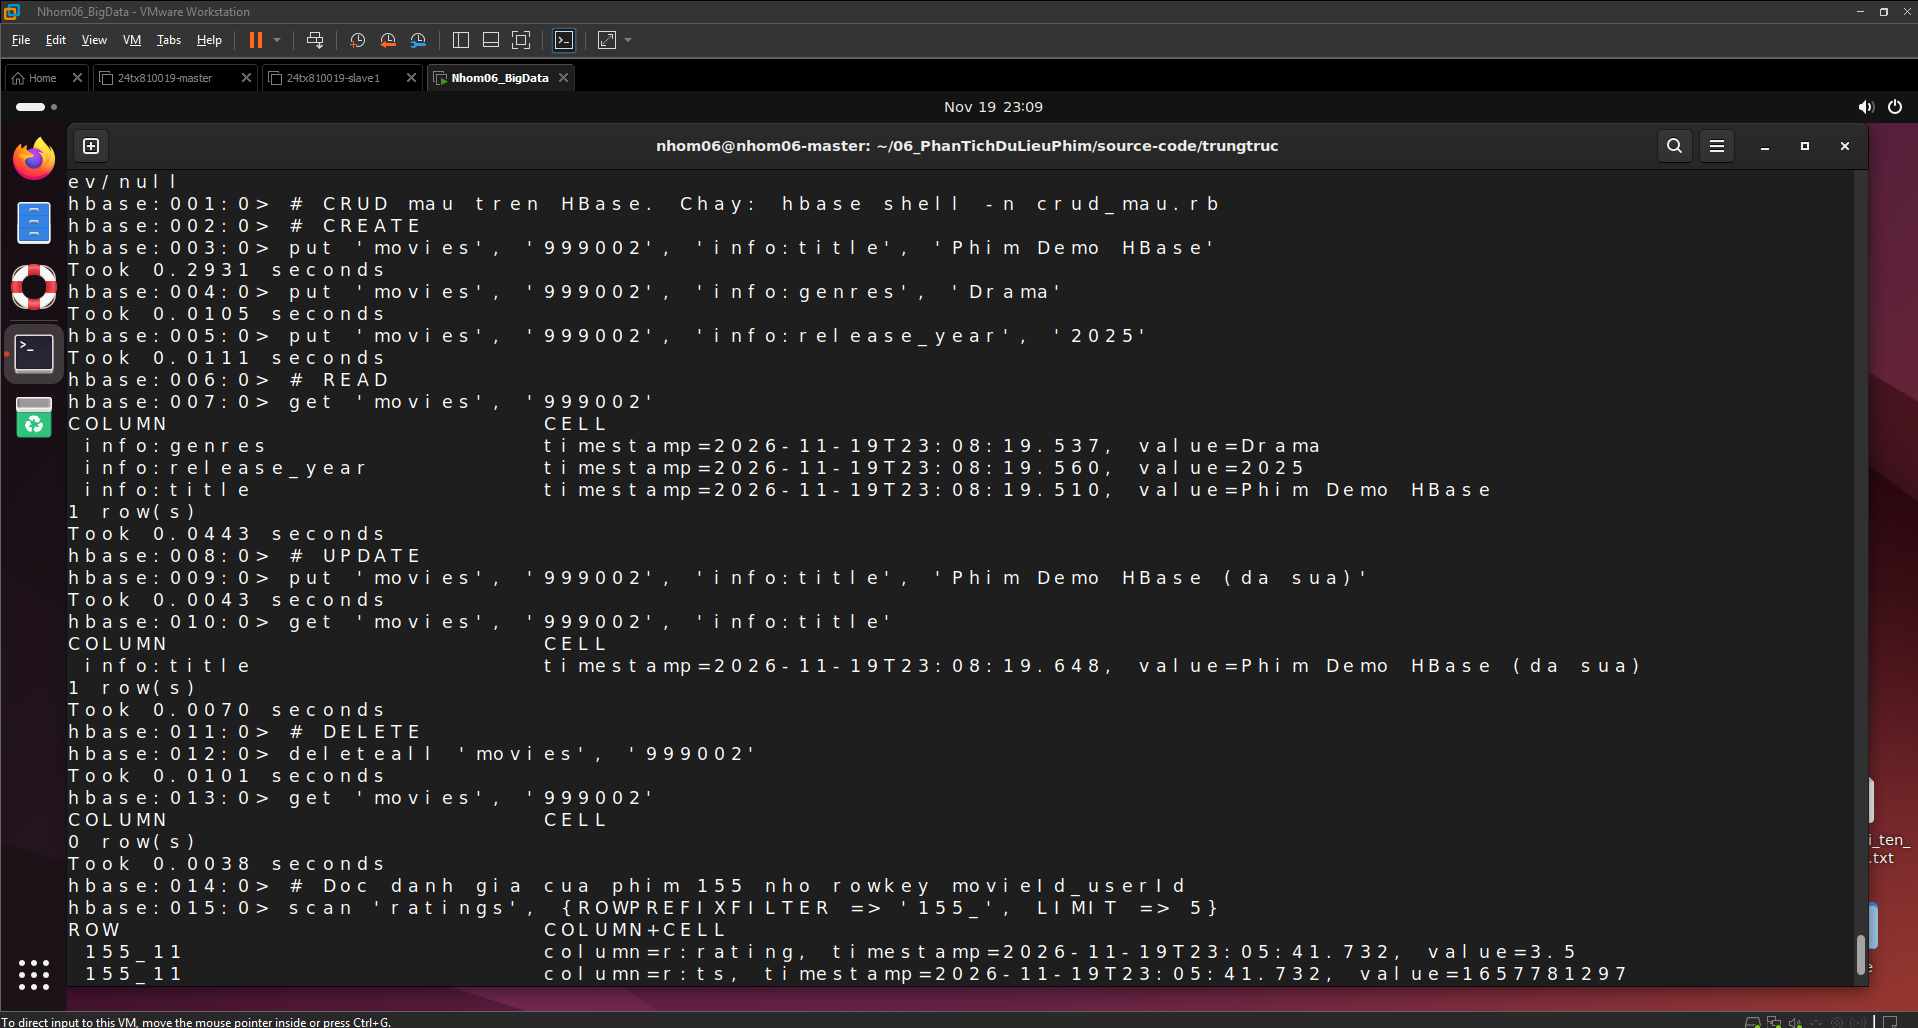 Nhom06_BigData - VMware Workstation
File Edit View VM Tabs Help
Home 24tx810019-master 24tx810019-slave1 Nhom06_BigData
Nov 19 23:09
nhom06@nhom06-master: ~/06_PhanTichDuLieuPhim/source-code/trungtruc
ev/null
hbase:001:0> # CRUD mau tren HBase. Chay: hbase shell -n crud_mau.rb
hbase:002:0> # CREATE
hbase:003:0> put 'movies', '999002', 'info:title', 'Phim Demo HBase'
Took 0.2931 seconds
hbase:004:0> put 'movies', '999002', 'info:genres', 'Drama'
Took 0.0105 seconds
hbase:005:0> put 'movies', '999002', 'info:release_year', '2025'
Took 0.0111 seconds
hbase:006:0> # READ
hbase:007:0> get 'movies', '999002'
COLUMN CELL
info:genres timestamp=2026-11-19T23:08:19.537, value=Drama
info:release_year timestamp=2026-11-19T23:08:19.560, value=2025
info:title timestamp=2026-11-19T23:08:19.510, value=Phim Demo HBase
1 row(s)
Took 0.0443 seconds
hbase:008:0> # UPDATE
hbase:009:0> put 'movies', '999002', 'info:title', 'Phim Demo HBase (da sua)'
Took 0.0043 seconds
hbase:010:0> get 'movies', '999002', 'info:title'
COLUMN CELL
info:title timestamp=2026-11-19T23:08:19.648, value=Phim Demo HBase (da sua)
1 row(s)
Took 0.0070 seconds
hbase:011:0> # DELETE
hbase:012:0> deleteall 'movies', '999002'
Took 0.0101 seconds
hbase:013:0> get 'movies', '999002'
COLUMN CELL
0 row(s)
Took 0.0038 seconds
hbase:014:0> # Doc danh gia cua phim 155 nho rowkey movieId_userId
hbase:015:0> scan 'ratings', {ROWPREFIXFILTER => '155_', LIMIT => 5}
ROW COLUMN+CELL
155_11 column=r:rating, timestamp=2026-11-19T23:05:41.732, value=3.5
155_11 column=r:ts, timestamp=2026-11-19T23:05:41.732, value=1657781297
i_ten_
.txt
e
To direct input to this VM, move the mouse pointer inside or press Ctrl+G.